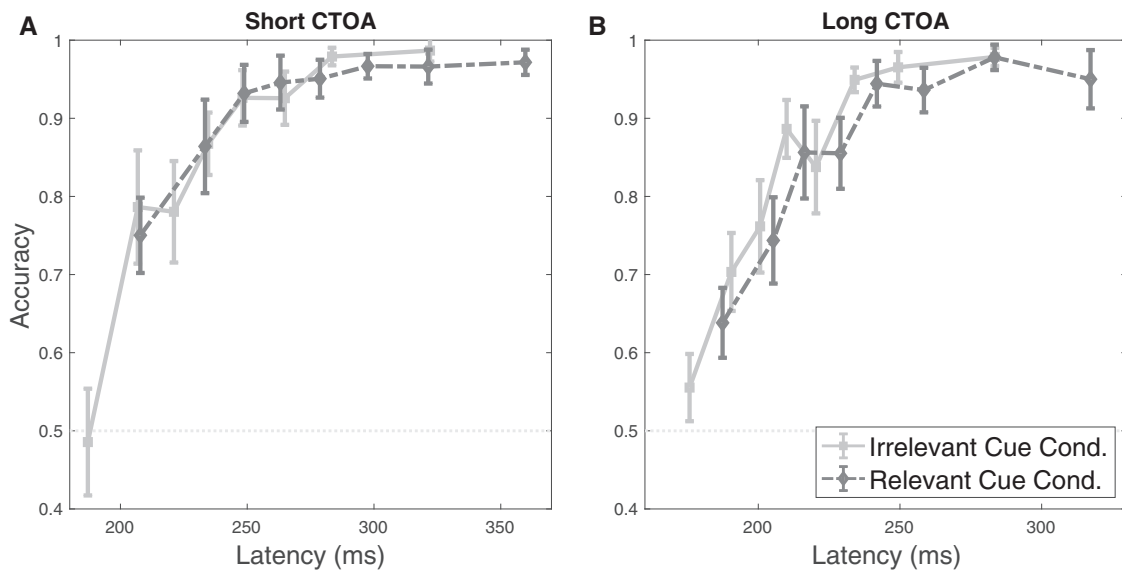 A
Short CTOA
B
Long CTOA
Accuracy
1
0.9
0.8
0.7
0.6
0.5
0.4
200
250
300
350
Latency (ms)
1
0.9
0.8
0.7
0.6
0.5
0.4
200
250
300
Latency (ms)
Irrelevant Cue Cond.
Relevant Cue Cond.